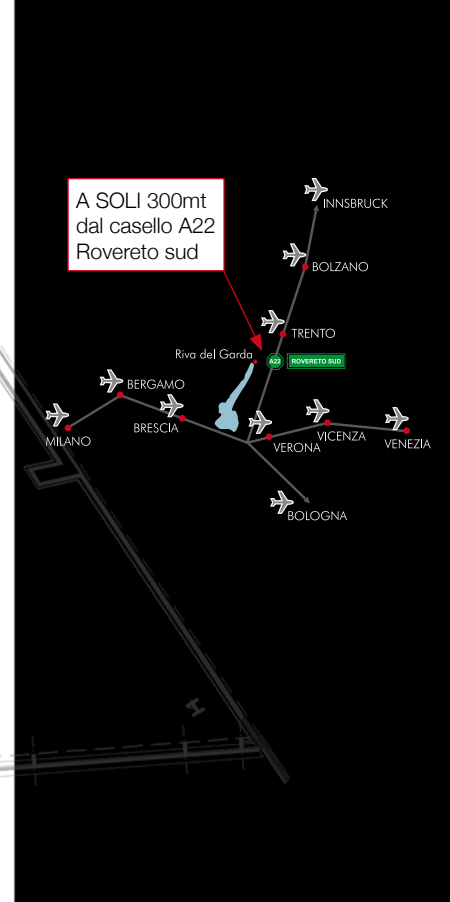 A SOLI 300mt
dal casello A22
Rovereto sud
INNSBRUCK
BOLZANO
TRENTO
Riva del Garda
A22 ROVERETO SUD
BERGAMO
BRESCIA
MILANO
VERONA
VICENZA
VENEZIA
BOLOGNA
H